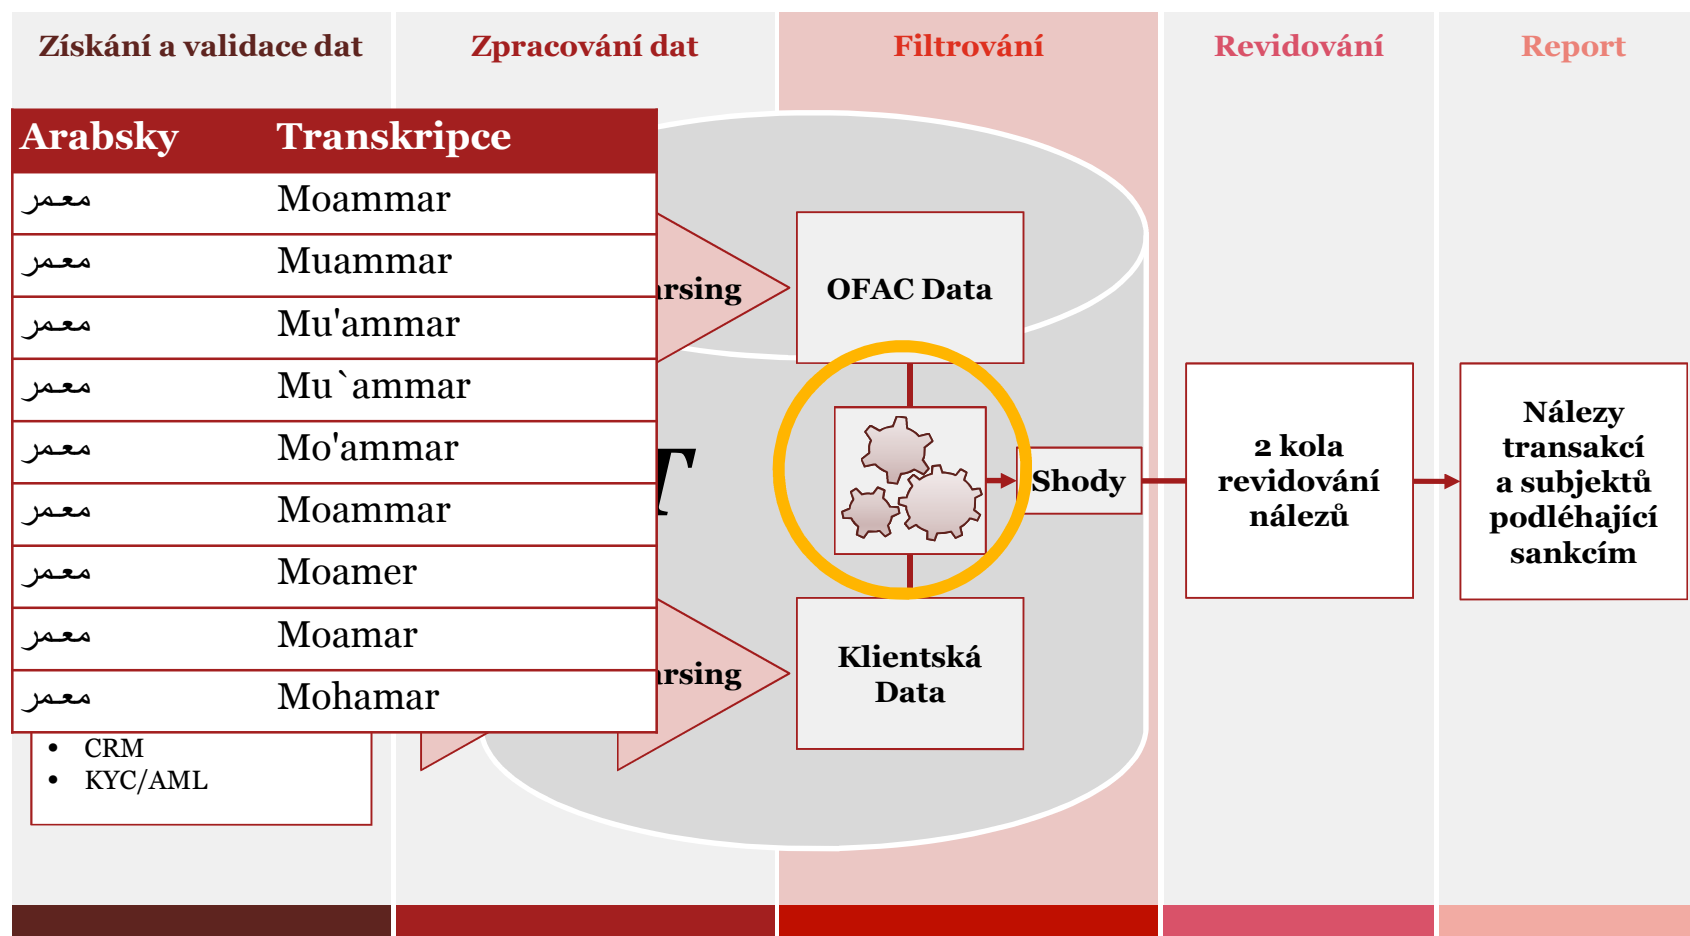 Získání a validace dat
Zpracování dat
Filtrování
Revidování
Report
Arabsky Transkripce
معمر Moammar
معمر Muammar
معمر Mu'ammar
معمر Mu`ammar
معمر Mo'ammar
معمر Moammar
معمر Moamer
معمر Moamar
معمر Mohamar
• CRM
• KYC/AML
arsing
OFAC Data
T
arsing
Klientská
Data
Shody
2 kola
revidování
nálezů
Nálezy
transakcí
a subjektů
podléhající
sankcím